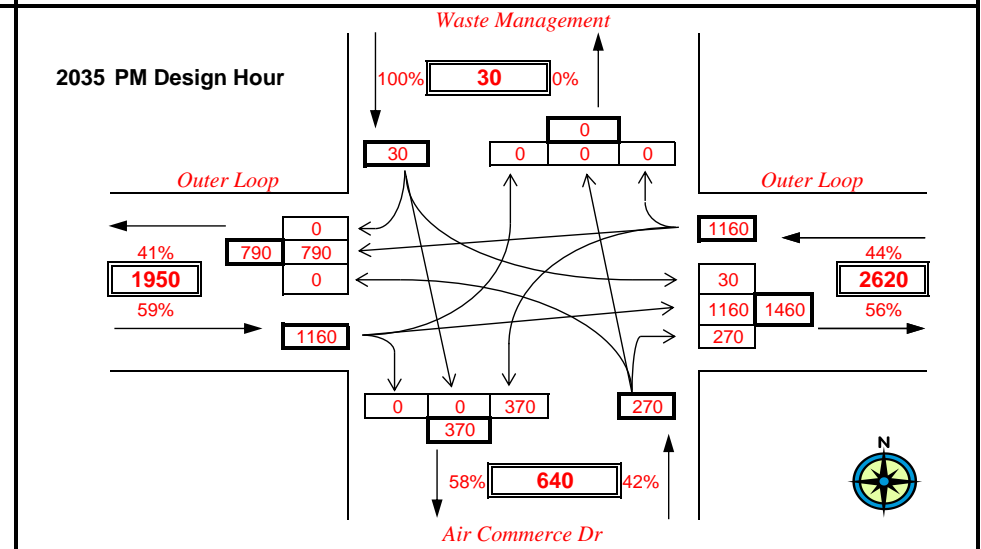 Waste Management
2035 PM Design Hour
100% 30 0%
0
30 0 0 0
Outer Loop Outer Loop
0 1160
41% 790 790 44%
1950 0 30 2620
59% 1160 1460 56%
1160 270
0 0 370 270
370
58% 640 42%
N
Air Commerce Dr